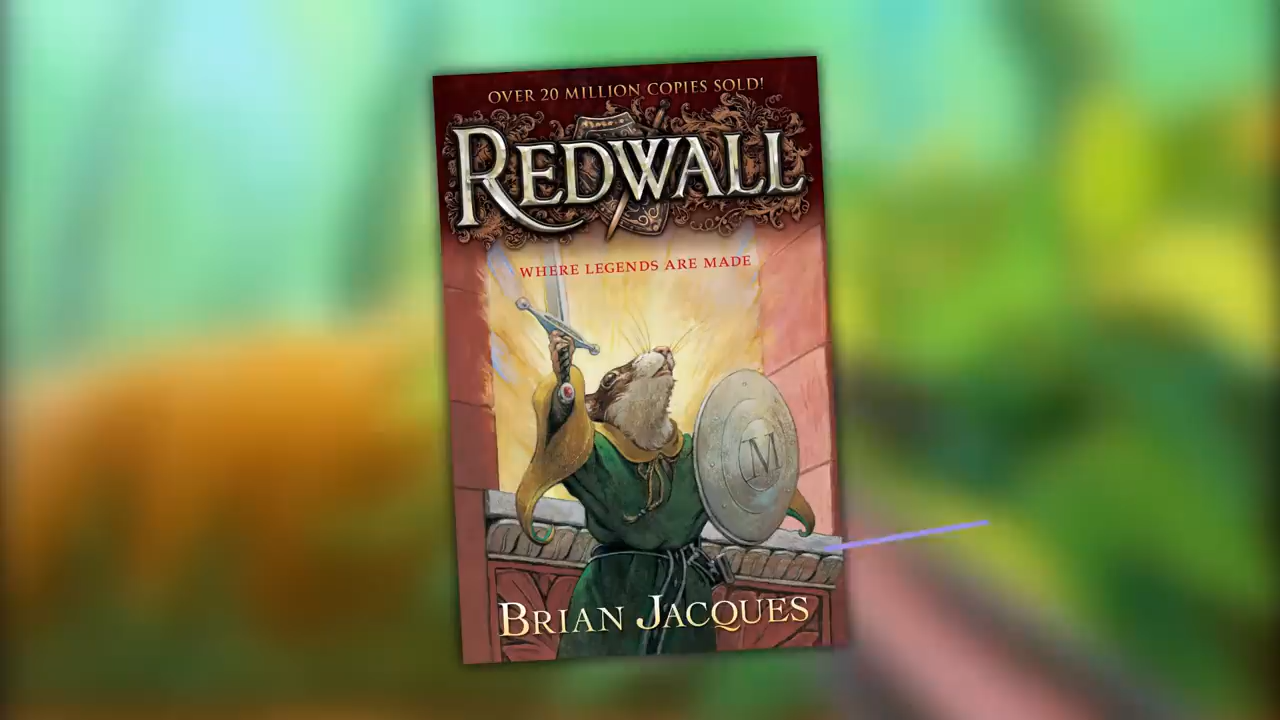 OVER 20 MILLION COPIES SOLD!
REDWALL
WHERE LEGENDS ARE MADE
M
BRIAN JACQUES